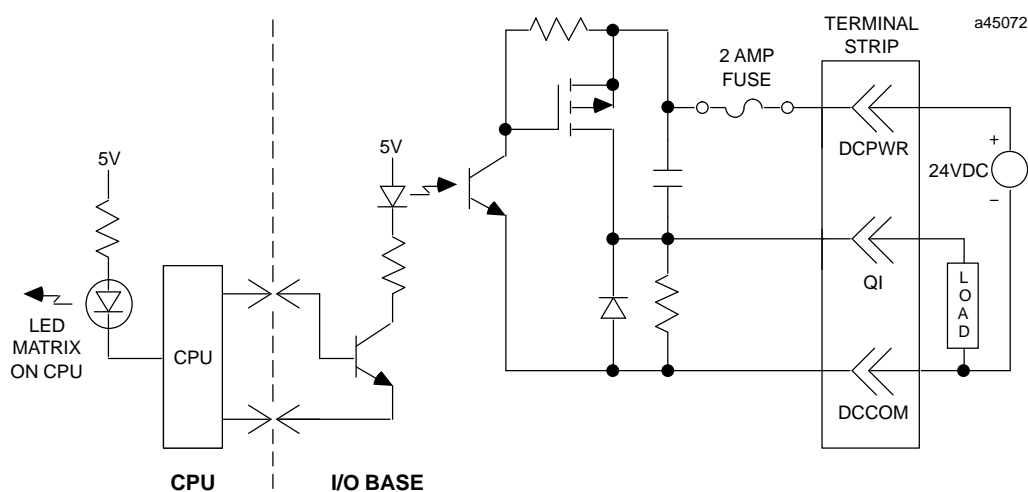 TERMINAL
STRIP
a45072
2 AMP
FUSE
DCPWR
+
24VDC
−
5V
5V
QI
LOAD
LED
MATRIX
ON CPU
CPU
DCCOM
CPU
I/O BASE